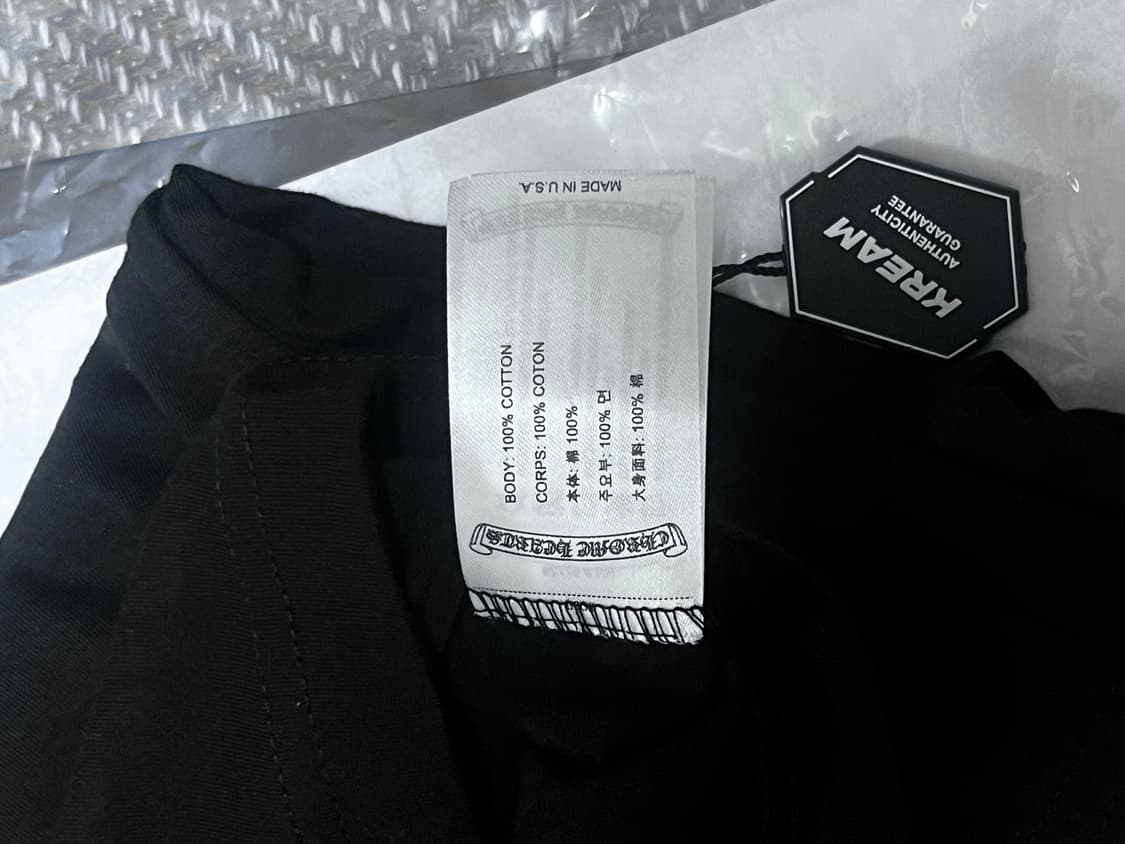 MADE IN U.S.A.
BODY: 100% COTTON
CORPS: 100% COTON
本体: 棉 100%
주요부: 100% 면
大身面料: 100% 棉
CHROME HEARTS
KREAM
AUTHENTICITY
GUARANTEE